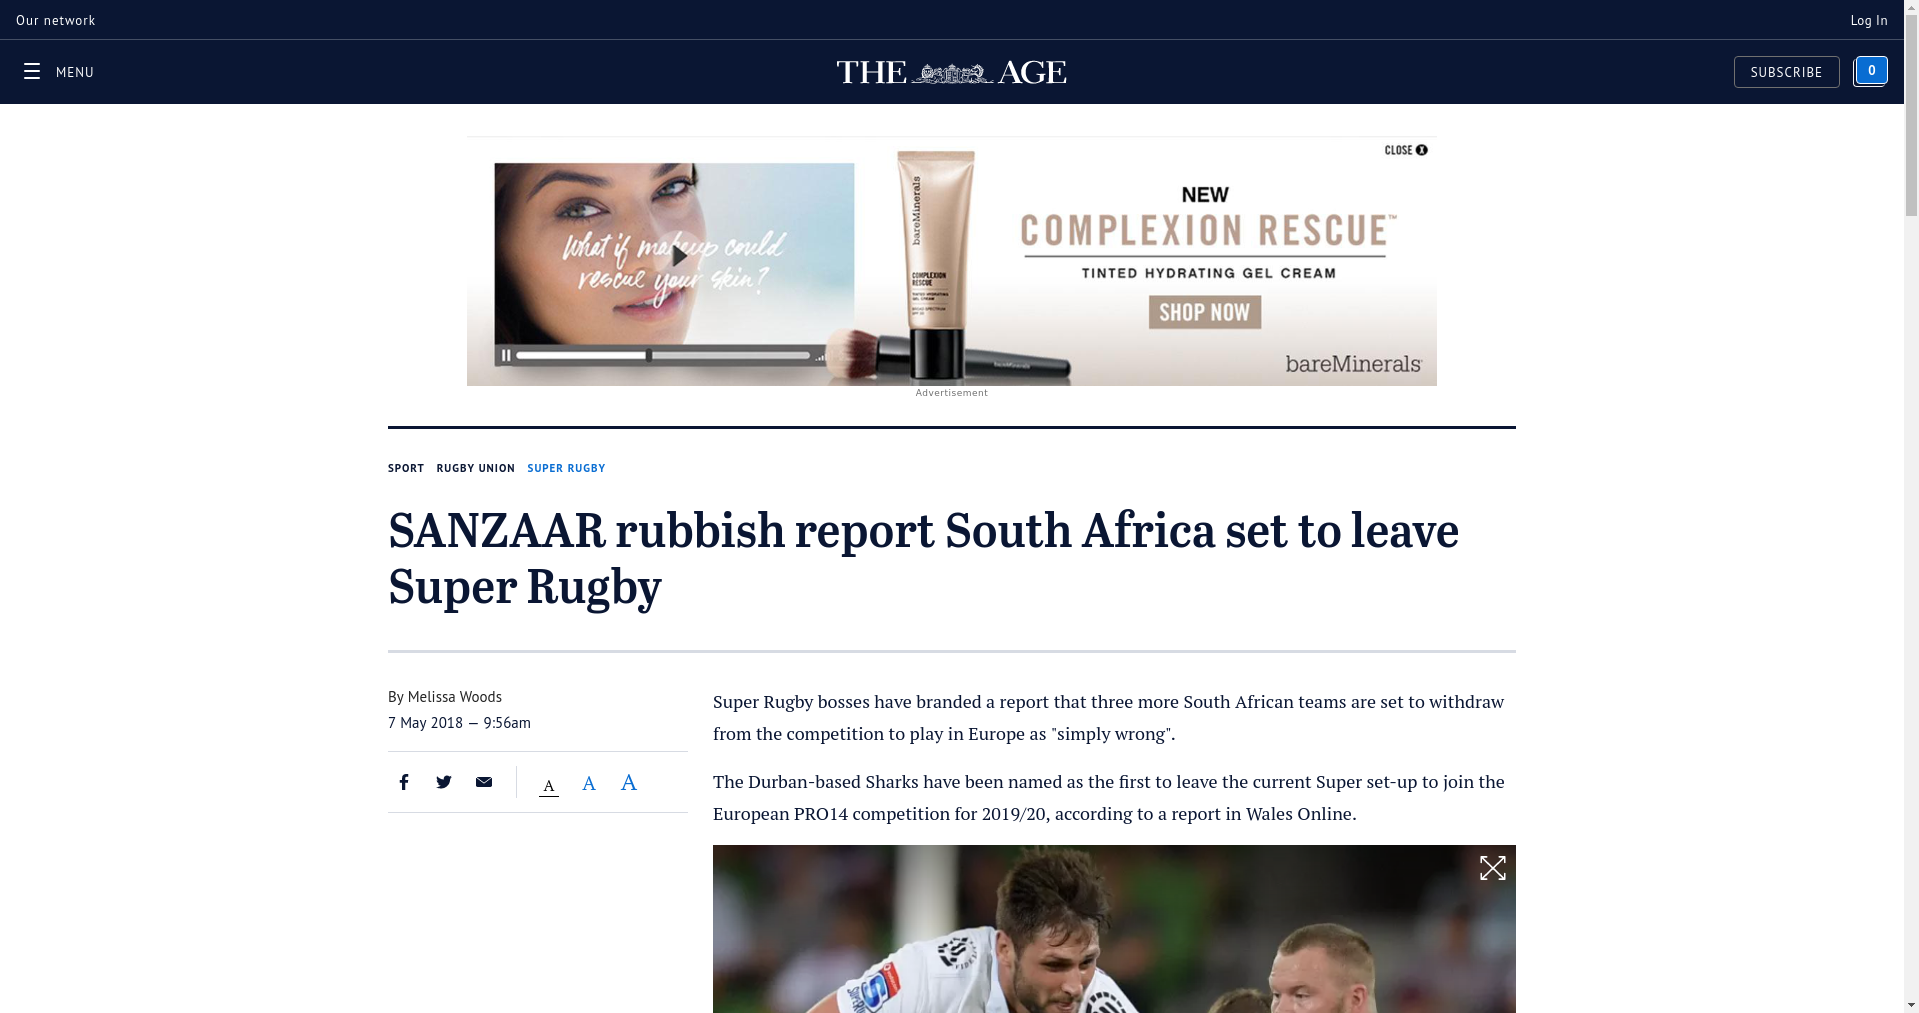 Our network
Log In
MENU
THE AGE
SUBSCRIBE
0
CLOSE X
What if makeup could
rescue your skin?
bareMinerals
COMPLEXION
RESCUE
NEW
COMPLEXION RESCUE™
TINTED HYDRATING GEL CREAM
SHOP NOW
bareMinerals
Advertisement
SPORT RUGBY UNION SUPER RUGBY
SANZAAR rubbish report South Africa set to leave
Super Rugby
By Melissa Woods
7 May 2018 — 9:56am
A A A
Super Rugby bosses have branded a report that three more South African teams are set to withdraw
from the competition to play in Europe as "simply wrong".
The Durban-based Sharks have been named as the first to leave the current Super set-up to join the
European PRO14 competition for 2019/20, according to a report in Wales Online.